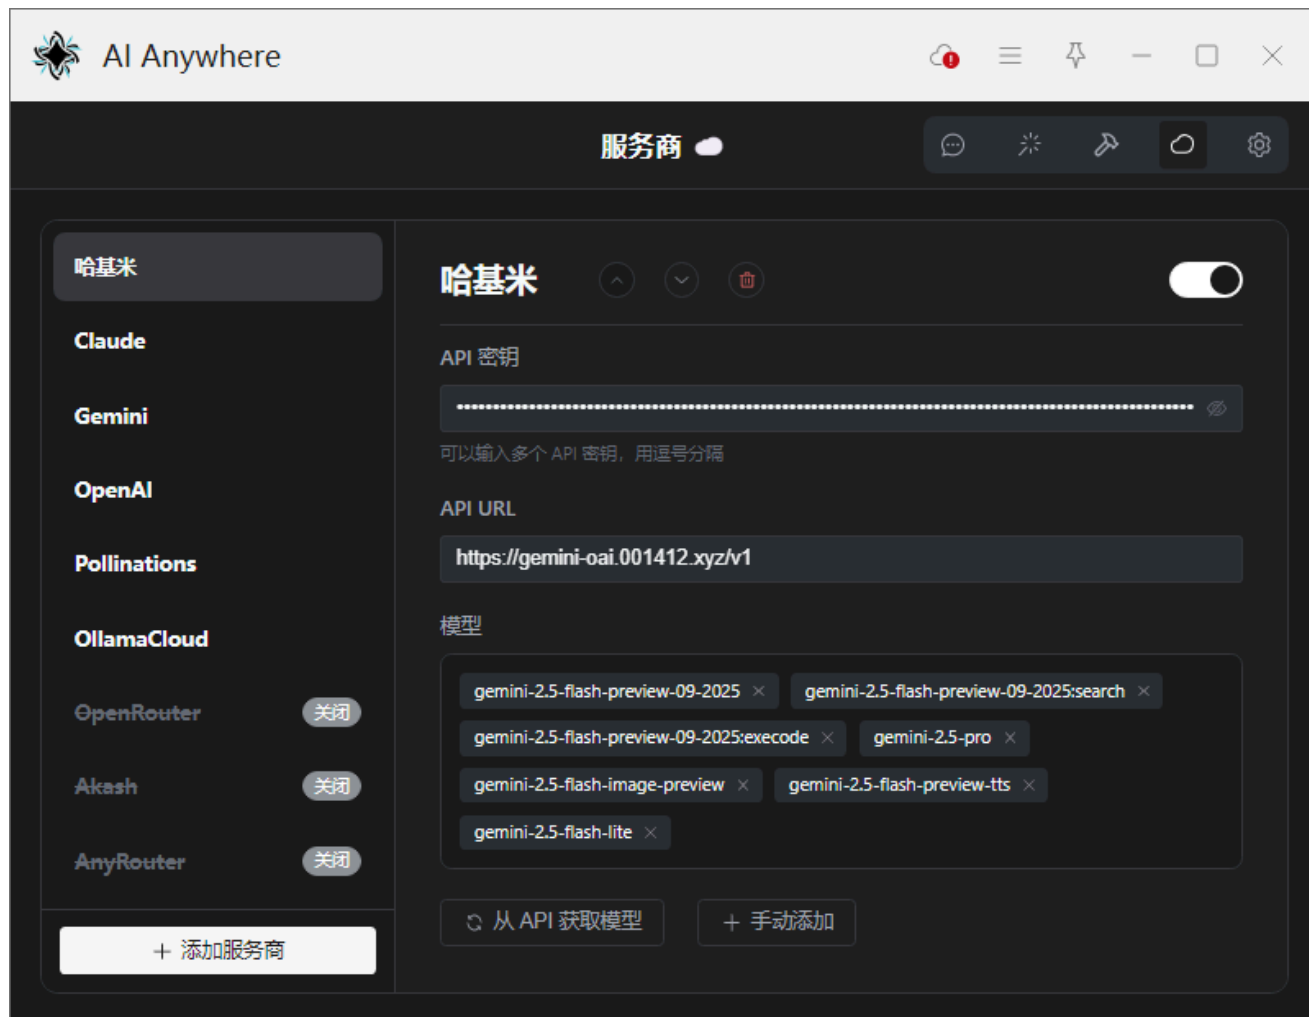 AI Anywhere
服务商
哈基米
Claude
Gemini
OpenAI
Pollinations
OllamaCloud
OpenRouter 关闭
Akash 关闭
AnyRouter 关闭
+ 添加服务商
哈基米
API 密钥
可以输入多个 API 密钥，用逗号分隔
API URL
https://gemini-oai.001412.xyz/v1
模型
gemini-2.5-flash-preview-09-2025 × gemini-2.5-flash-preview-09-2025:search ×
gemini-2.5-flash-preview-09-2025:execode × gemini-2.5-pro ×
gemini-2.5-flash-image-preview × gemini-2.5-flash-preview-tts ×
gemini-2.5-flash-lite ×
从 API 获取模型 + 手动添加